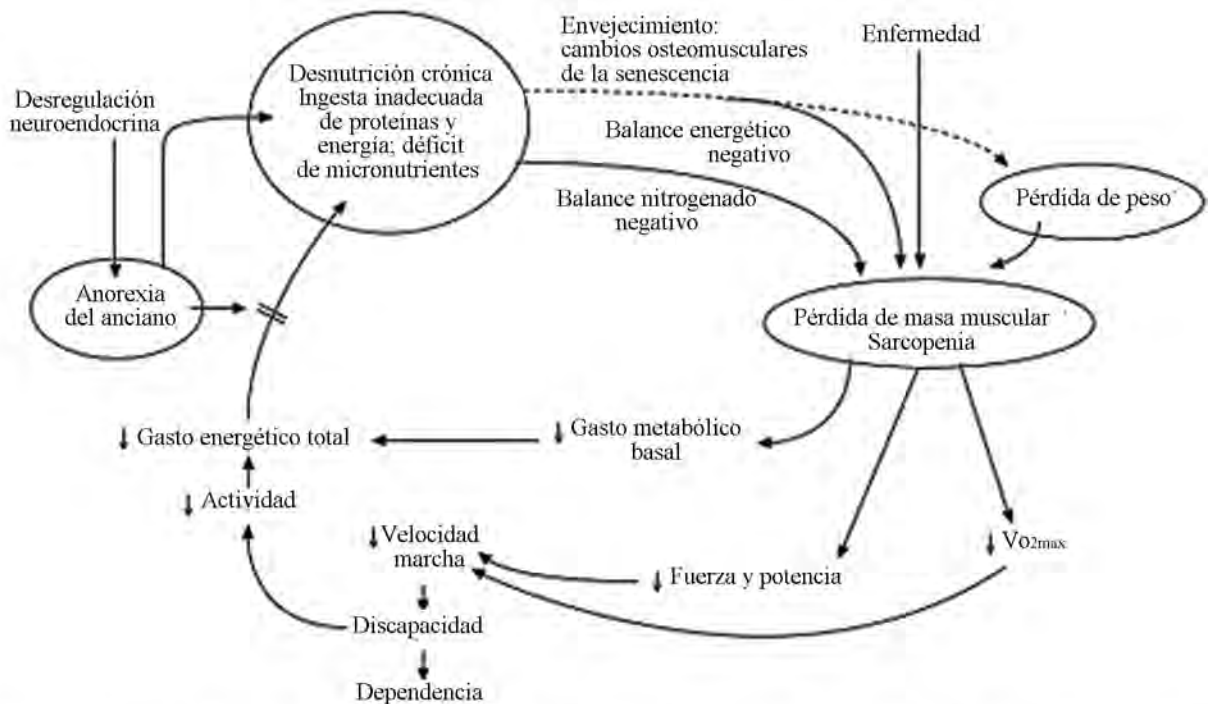 Desregulación
neuroendocrina
Desnutrición crónica
Ingesta inadecuada
de proteínas y
energía; déficit
de micronutrientes
Envejecimiento:
cambios osteomusculares
de la senescencia
Enfermedad
Balance energético
negativo
Balance nitrogenado
negativo
Pérdida de peso
Anorexia
del anciano
Pérdida de masa muscular
Sarcopenia
↓ Gasto energético total
↓ Gasto metabólico
basal
↓ Actividad
↓ Velocidad
marcha
↓ Fuerza y potencia
↓ Vo2max
Discapacidad
Dependencia